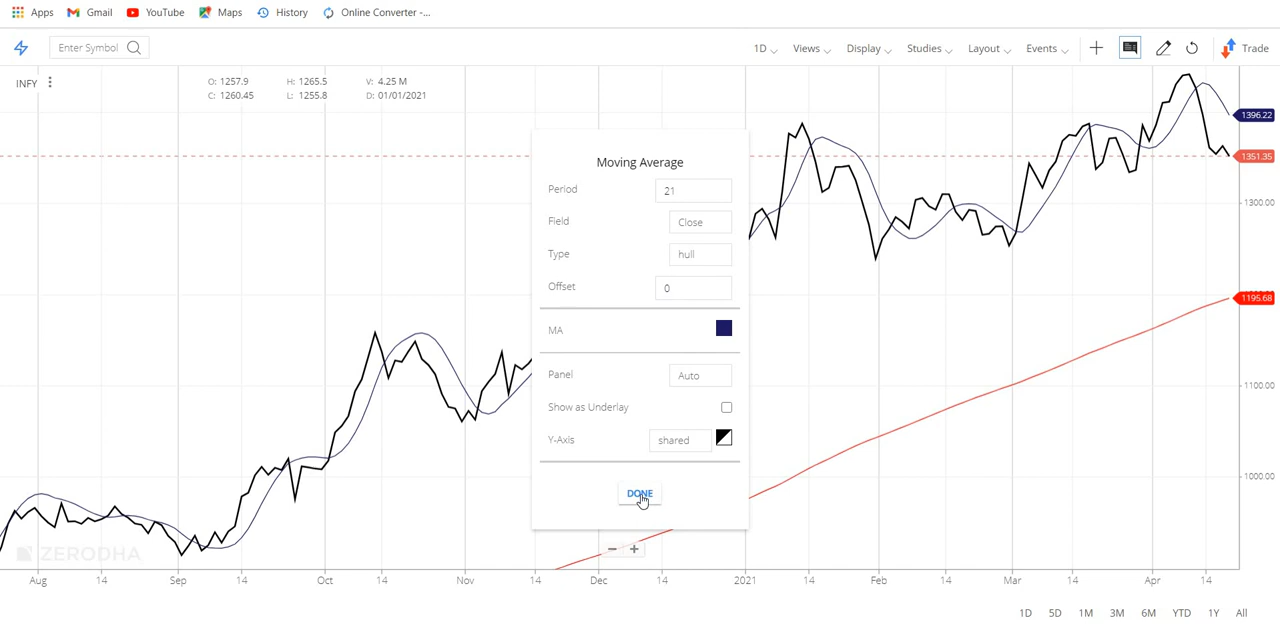 Apps Gmail YouTube Maps History Online Converter -...
Enter Symbol 1D Views Display Studies Layout Events Trade
INFY O: 1257.9 H: 1265.5 V: 4.25 M
C: 1260.45 L: 1255.8 D: 01/01/2021
1396.22
1351.35
1300.00
1195.68
1100.00
1000.00
Moving Average
Period 21
Field Close
Type hull
Offset 0
MA
Panel Auto
Show as Underlay
Y-Axis shared
DONE
ZERODHA
Aug 14 Sep 14 Oct 14 Nov 14 Dec 14 2021 14 Feb 14 Mar 14 Apr 14
1D 5D 1M 3M 6M YTD 1Y All